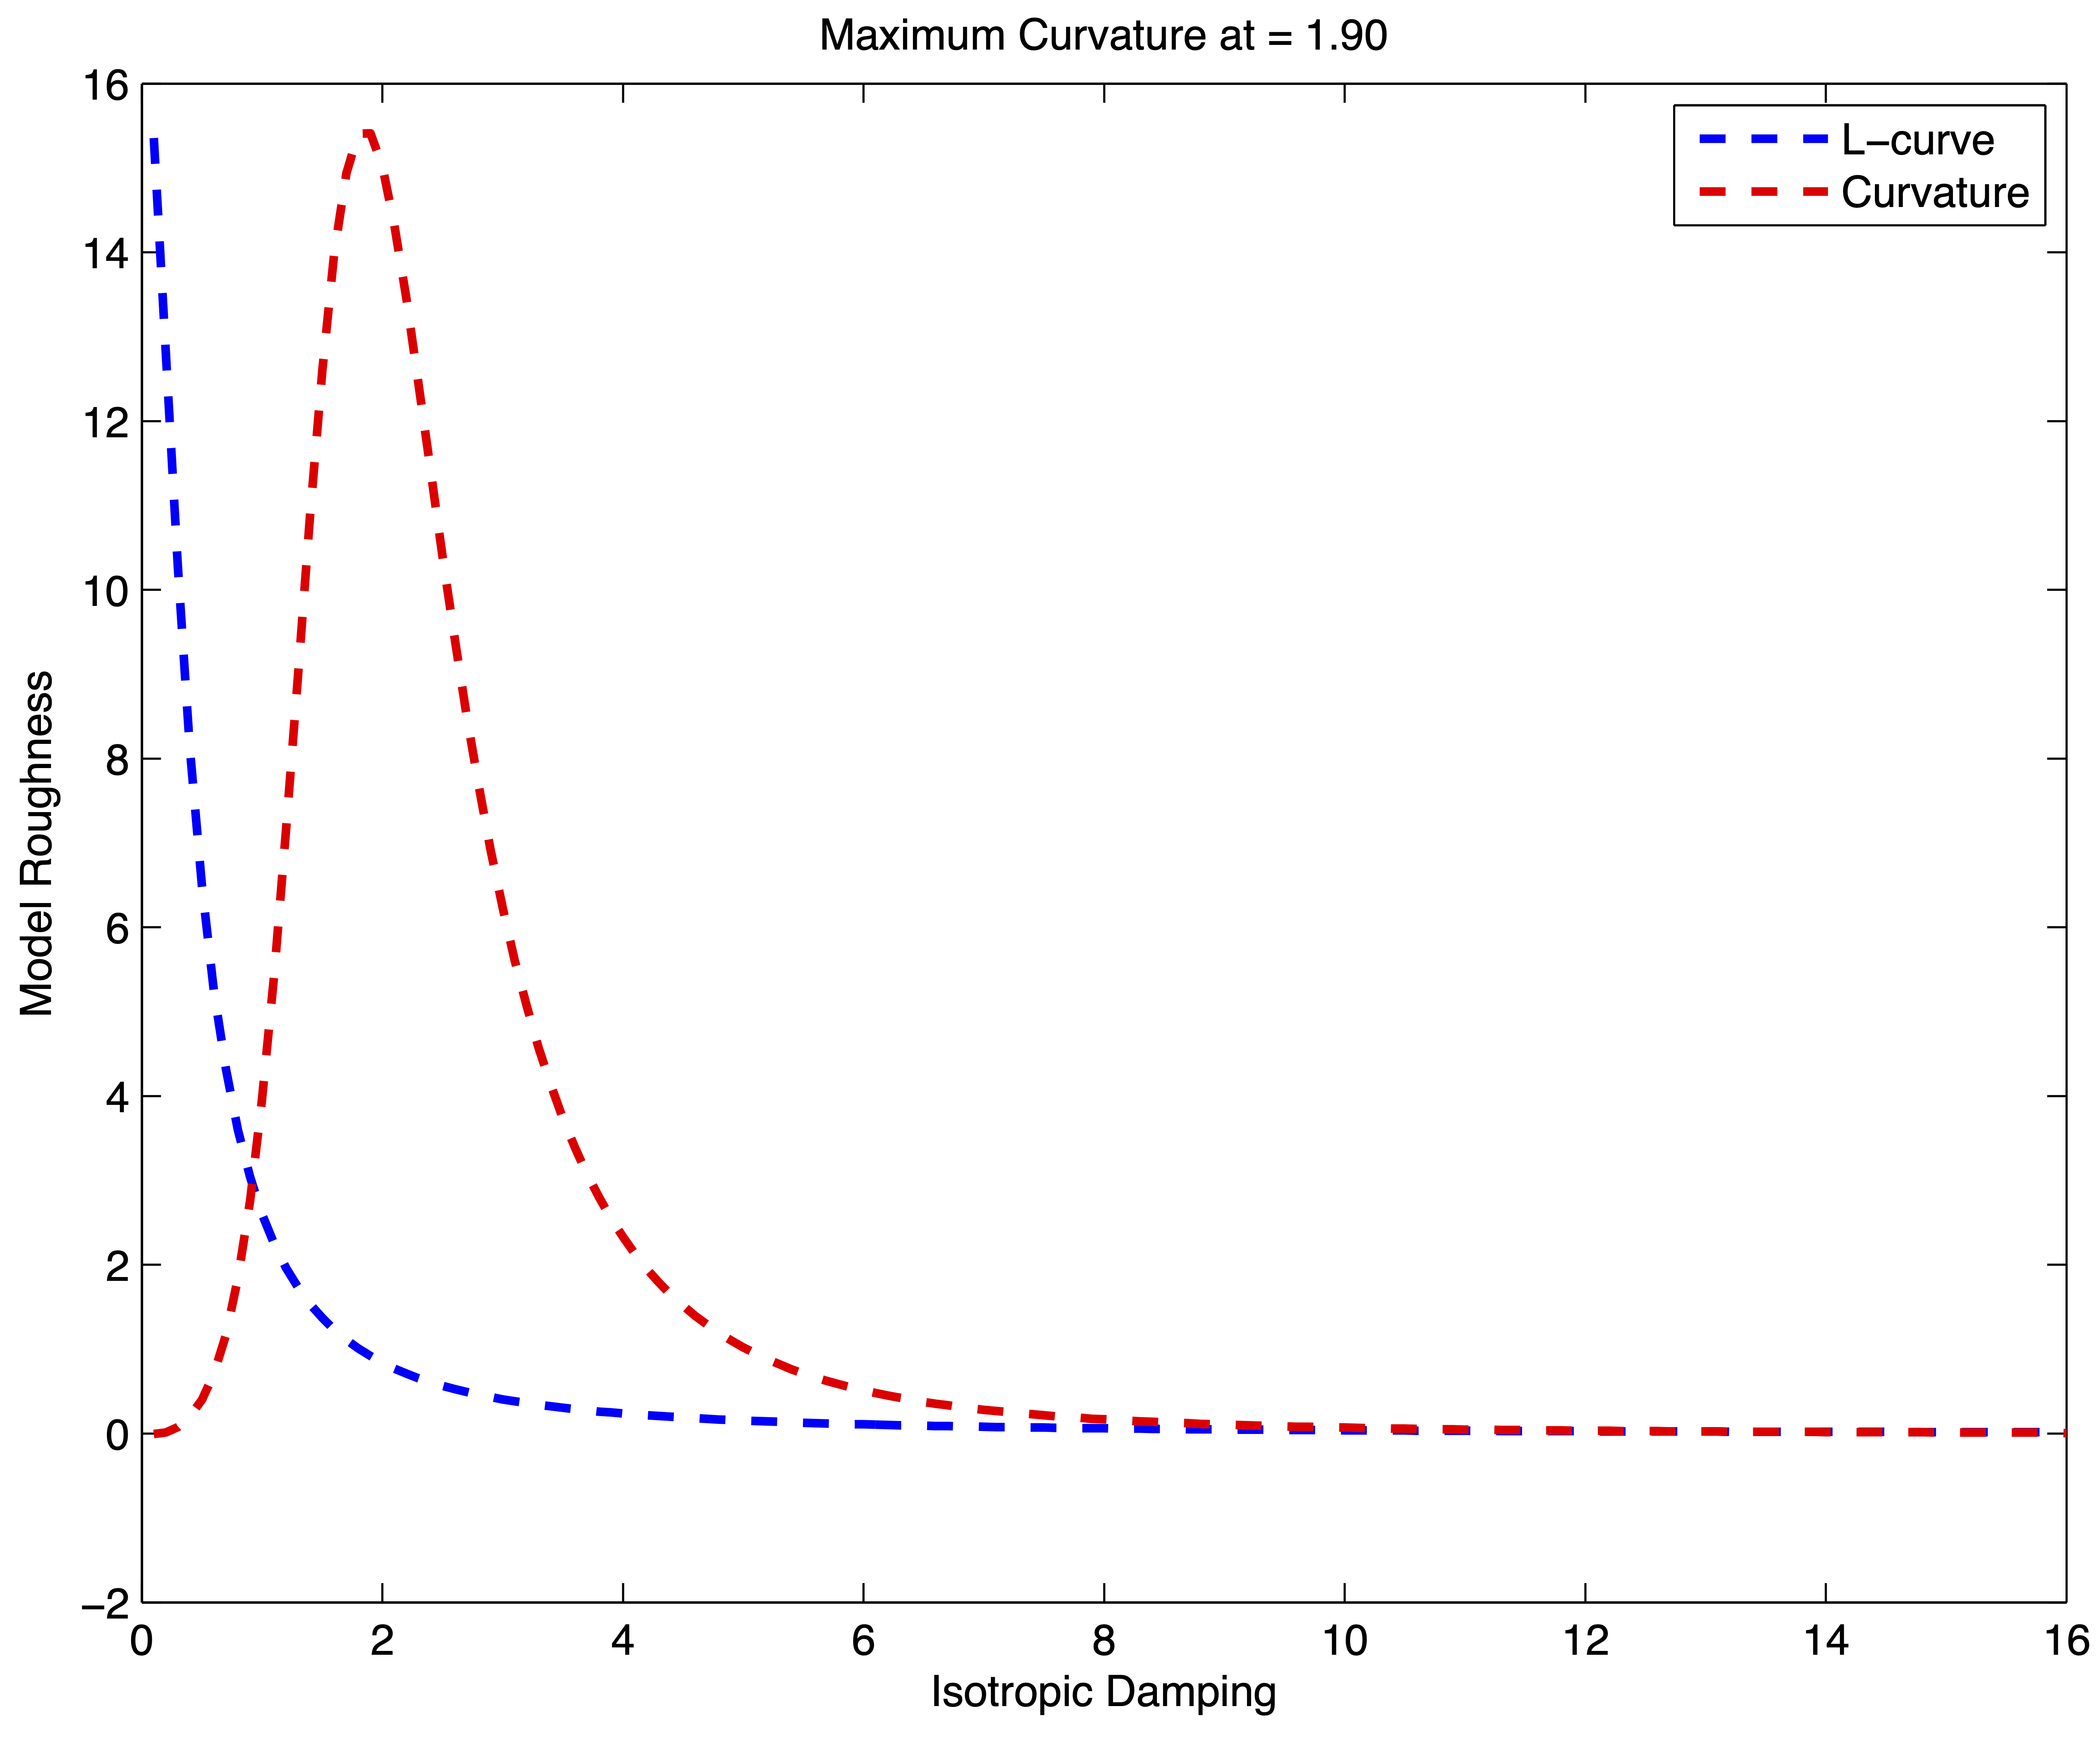 Maximum Curvature at = 1.90
16
14
12
10
8
6
4
2
0
−2
Model Roughness
L−curve
Curvature
0 2 4 6 8 10 12 14 16
Isotropic Damping